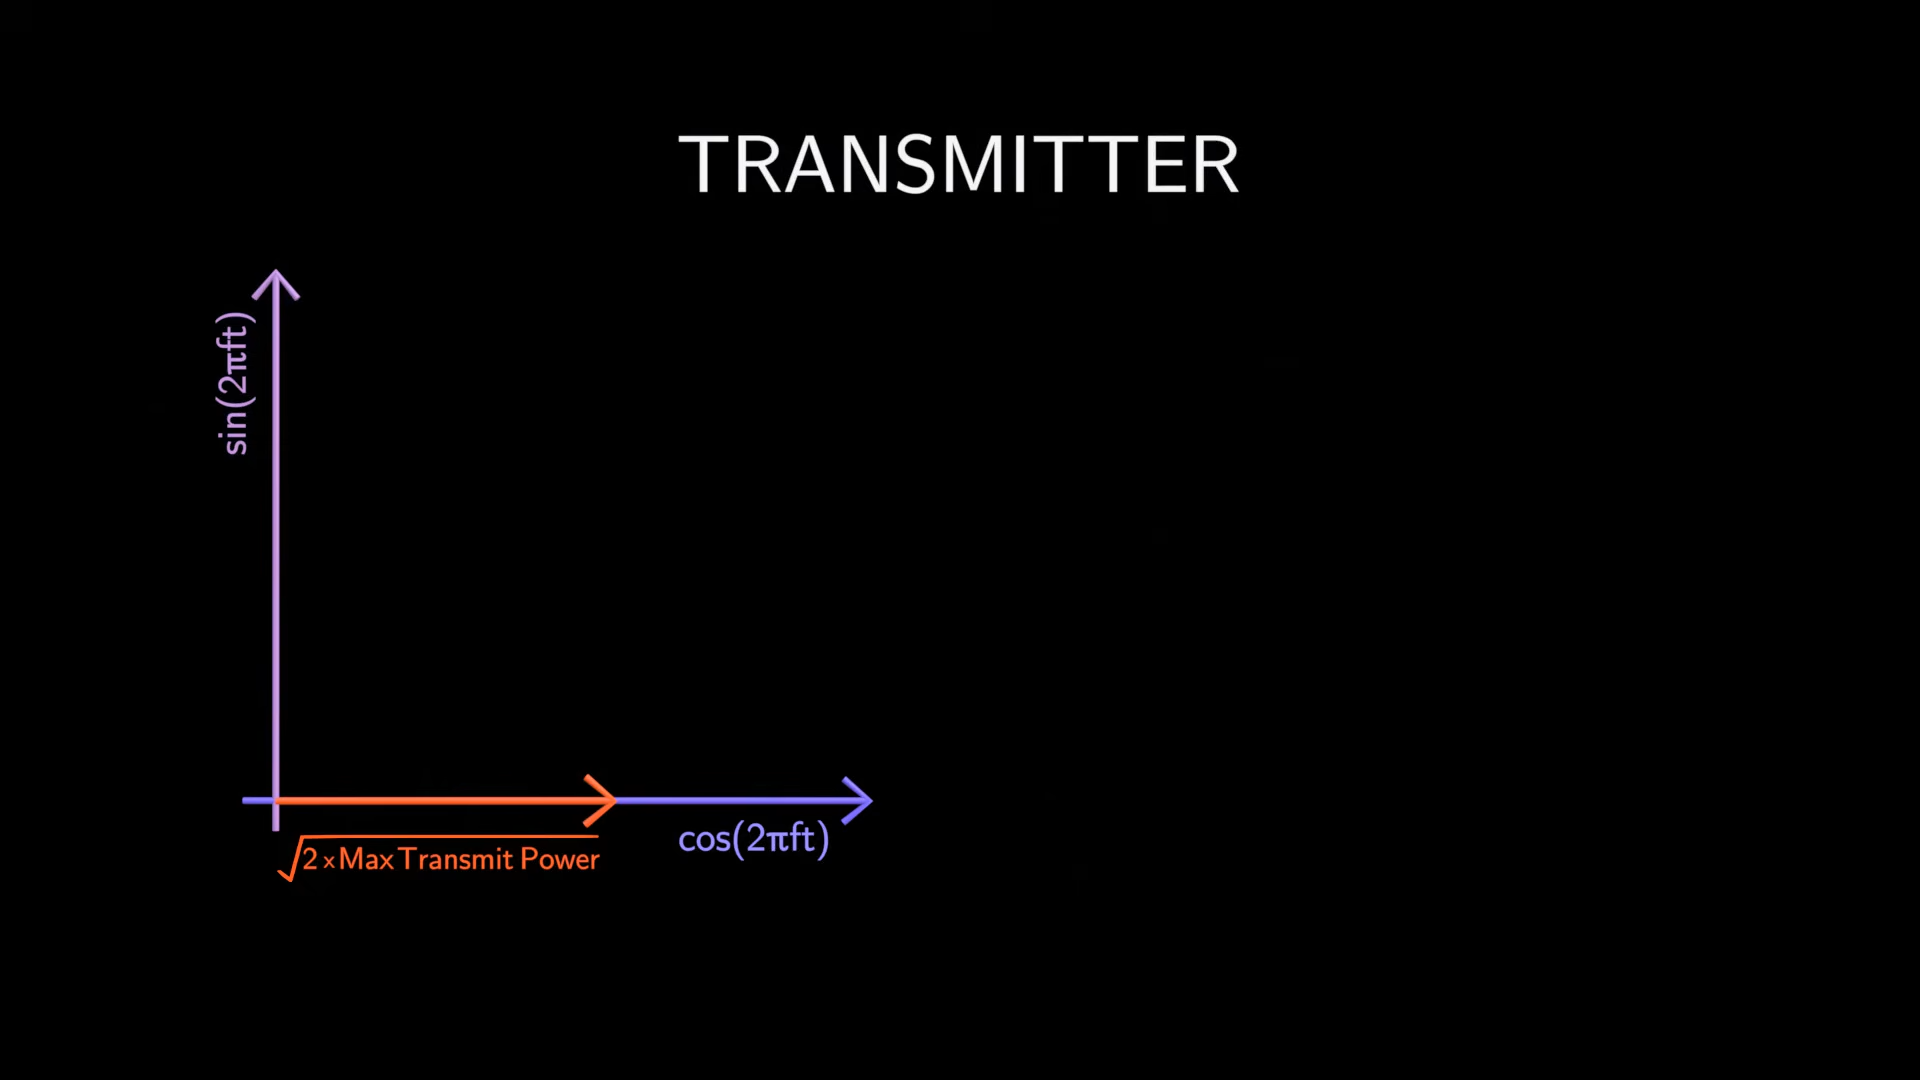 TRANSMITTER
sin(2πft)
cos(2πft)
√2×Max Transmit Power